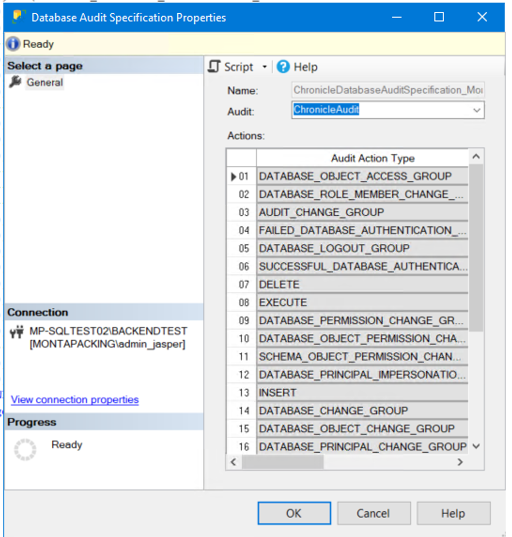 Database Audit Specification Properties
Ready
Select a page
General
Script
Help
Name: ChronicleDatabaseAuditSpecification_Mo
Audit: ChronicleAudit
Actions:
Audit Action Type
01 DATABASE_OBJECT_ACCESS_GROUP
02 DATABASE_ROLE_MEMBER_CHANGE_...
03 AUDIT_CHANGE_GROUP
04 FAILED_DATABASE_AUTHENTICATION_...
05 DATABASE_LOGOUT_GROUP
06 SUCCESSFUL_DATABASE_AUTHENTICA...
07 DELETE
08 EXECUTE
09 DATABASE_PERMISSION_CHANGE_GR...
10 DATABASE_OBJECT_PERMISSION_CHA...
11 SCHEMA_OBJECT_PERMISSION_CHAN...
12 DATABASE_PRINCIPAL_IMPERSONATIO...
13 INSERT
14 DATABASE_CHANGE_GROUP
15 DATABASE_OBJECT_CHANGE_GROUP
16 DATABASE_PRINCIPAL_CHANGE_GROUP
Connection
MP-SQLTEST02\BACKENDTEST
[MONTAPACKING\admin_jasper]
View connection properties
Progress
Ready
OK
Cancel
Help